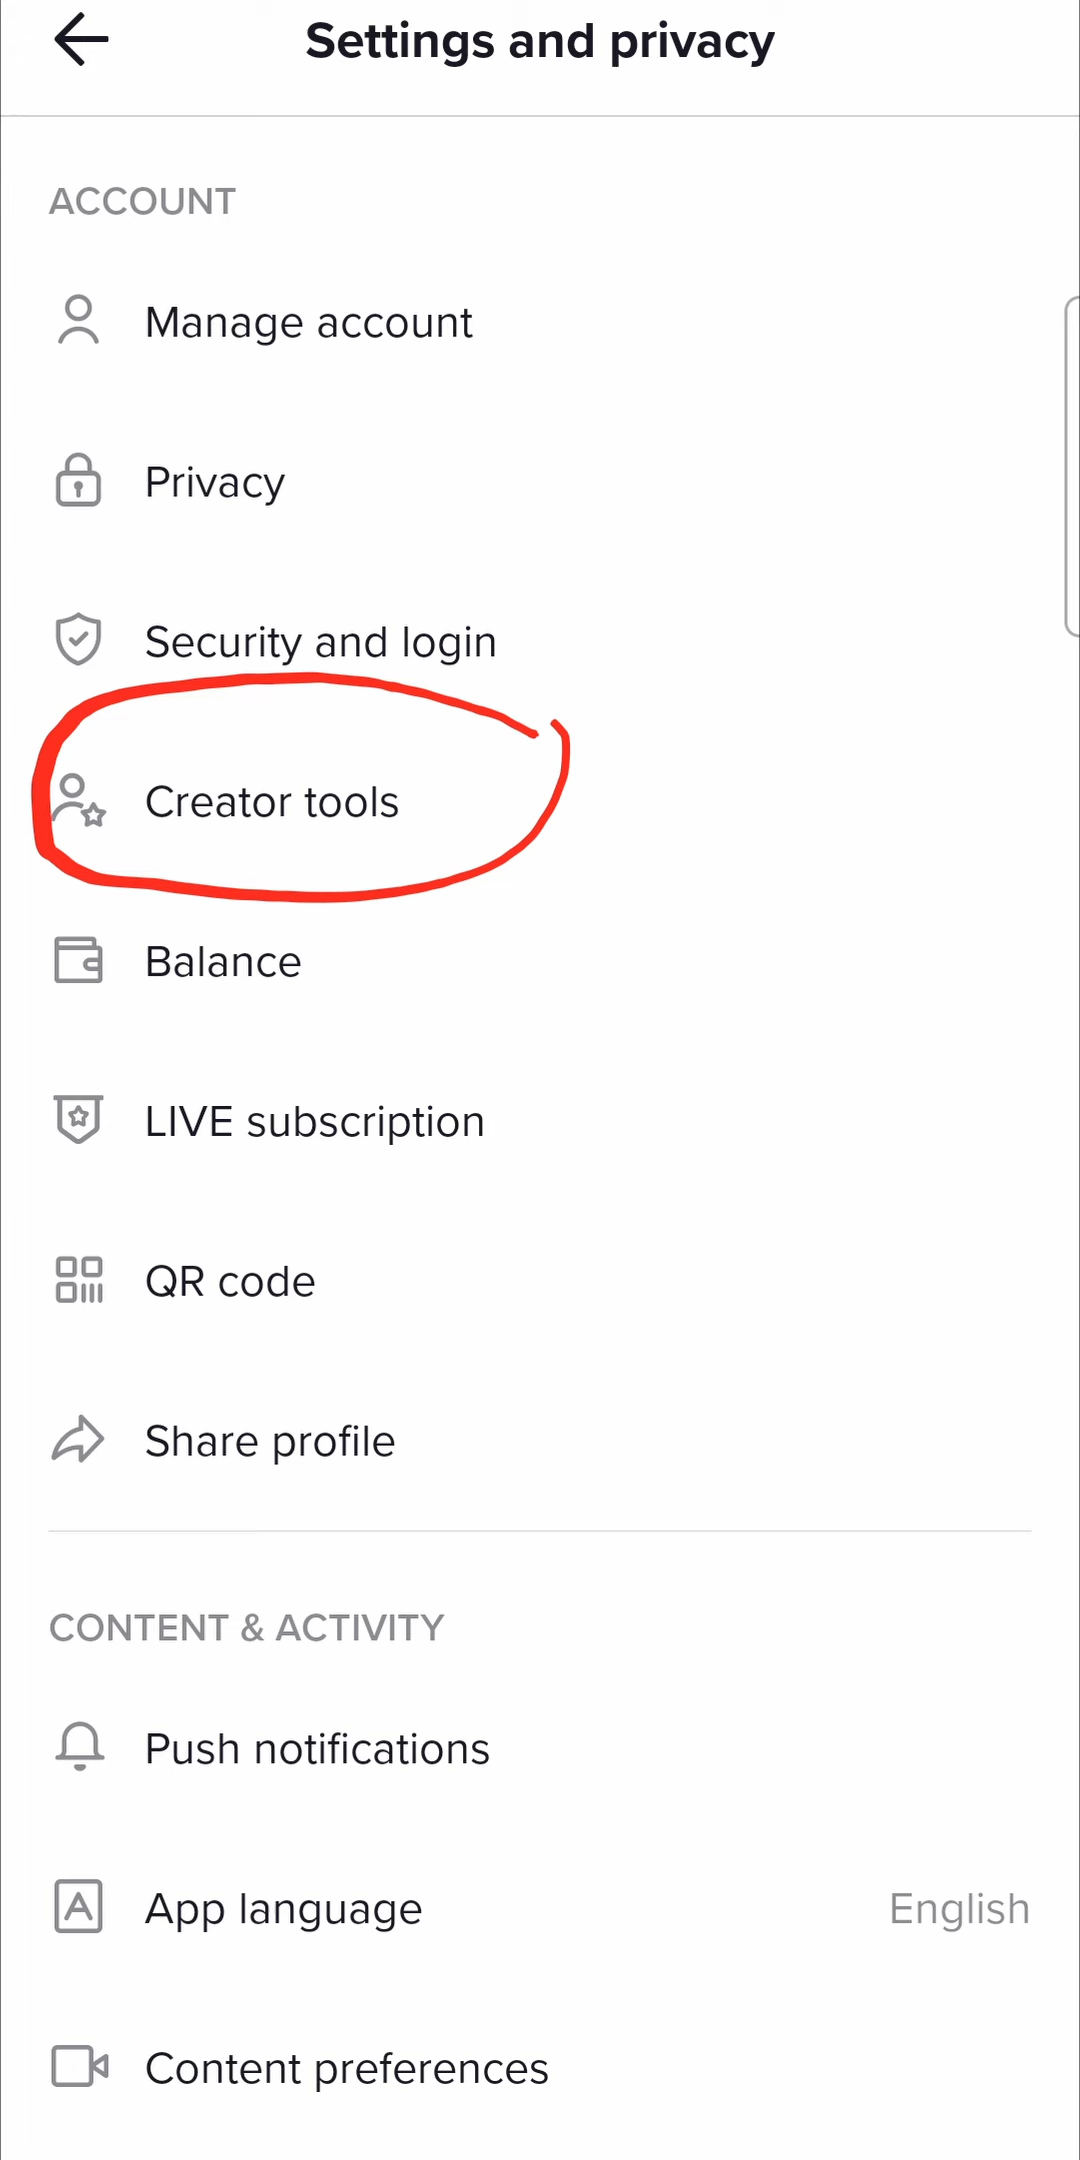 Settings and privacy
ACCOUNT
Manage account
Privacy
Security and login
Creator tools
Balance
LIVE subscription
QR code
Share profile
CONTENT & ACTIVITY
Push notifications
App language English
Content preferences